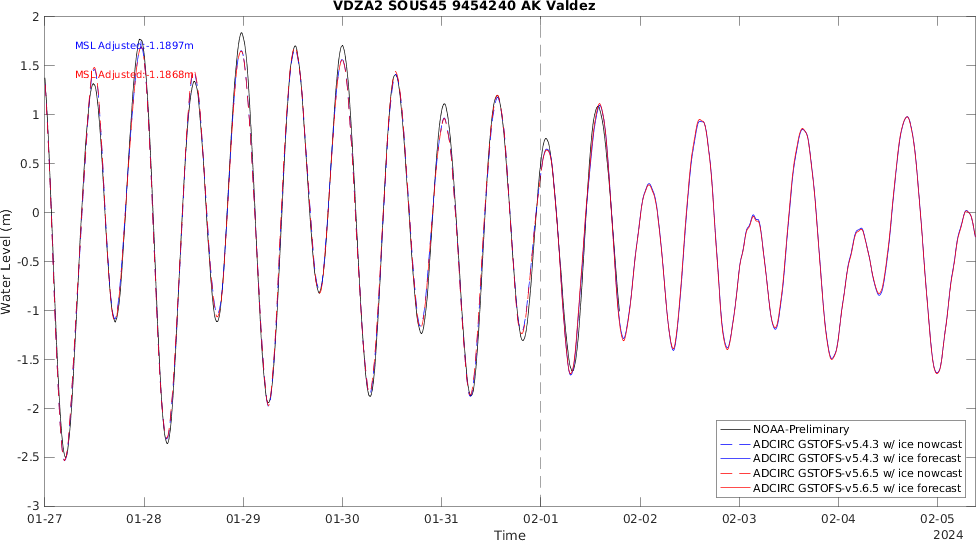 VDZA2 SOUS45 9454240 AK Valdez
MSL Adjusted:-1.1897m
MSL Adjusted:-1.1868m
Water Level (m)
2
1.5
1
0.5
0
-0.5
-1
-1.5
-2
-2.5
-3
NOAA-Preliminary
ADCIRC GSTOFS-v5.4.3 w/ ice nowcast
ADCIRC GSTOFS-v5.4.3 w/ ice forecast
ADCIRC GSTOFS-v5.6.5 w/ ice nowcast
ADCIRC GSTOFS-v5.6.5 w/ ice forecast
01-27 01-28 01-29 01-30 01-31 02-01 02-02 02-03 02-04 02-05
Time
2024